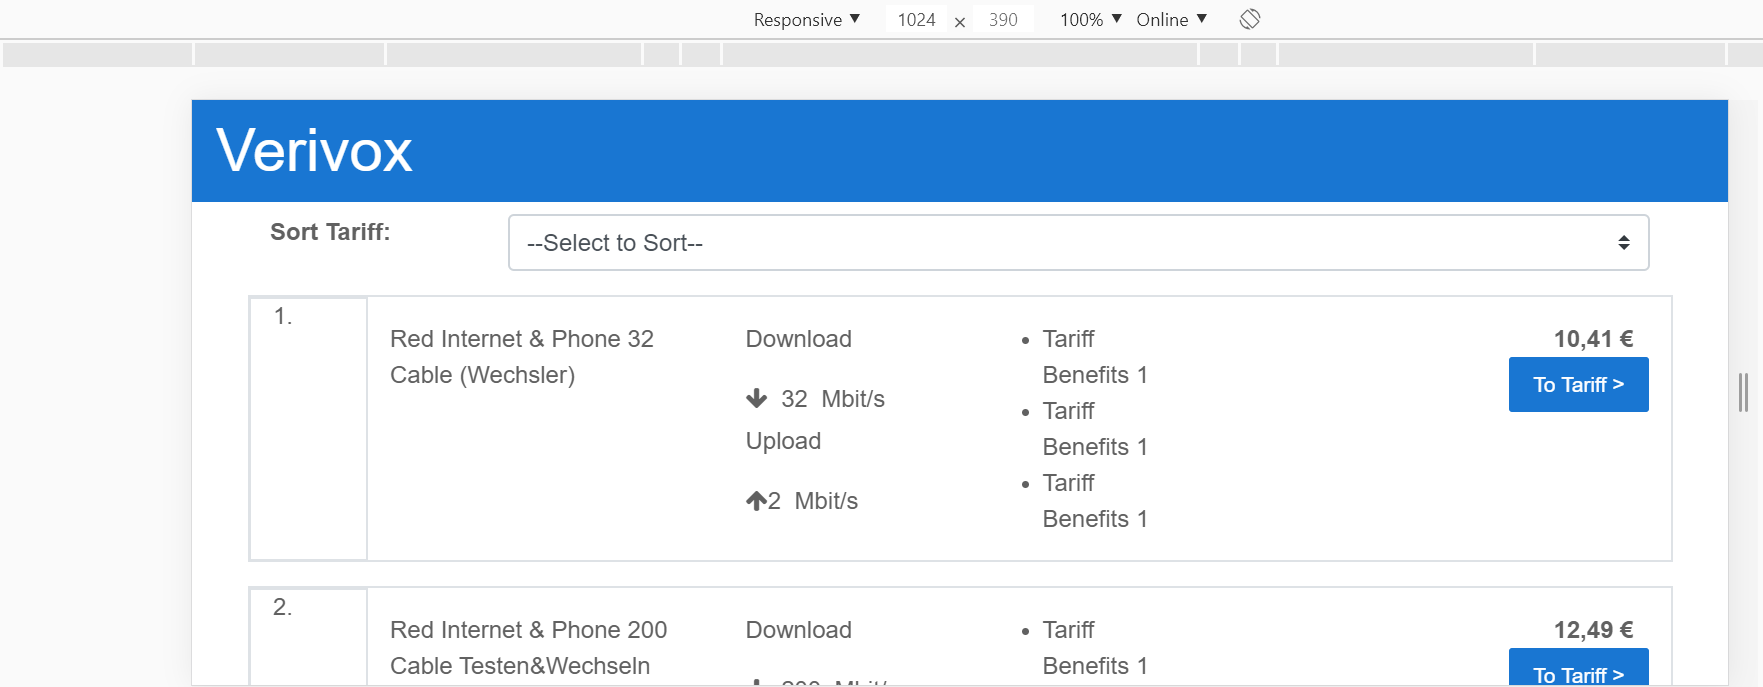 Responsive ▼ 1024 × 390 100% ▼ Online ▼
Verivox
Sort Tariff: --Select to Sort--
1.
Red Internet & Phone 32
Cable (Wechsler)
Download
32 Mbit/s
Upload
2 Mbit/s
• Tariff
Benefits 1
• Tariff
Benefits 1
• Tariff
Benefits 1
10,41 €
To Tariff >
2.
Red Internet & Phone 200
Cable Testen&Wechseln
Download
200 Mbit/s
• Tariff
Benefits 1
12,49 €
To Tariff >